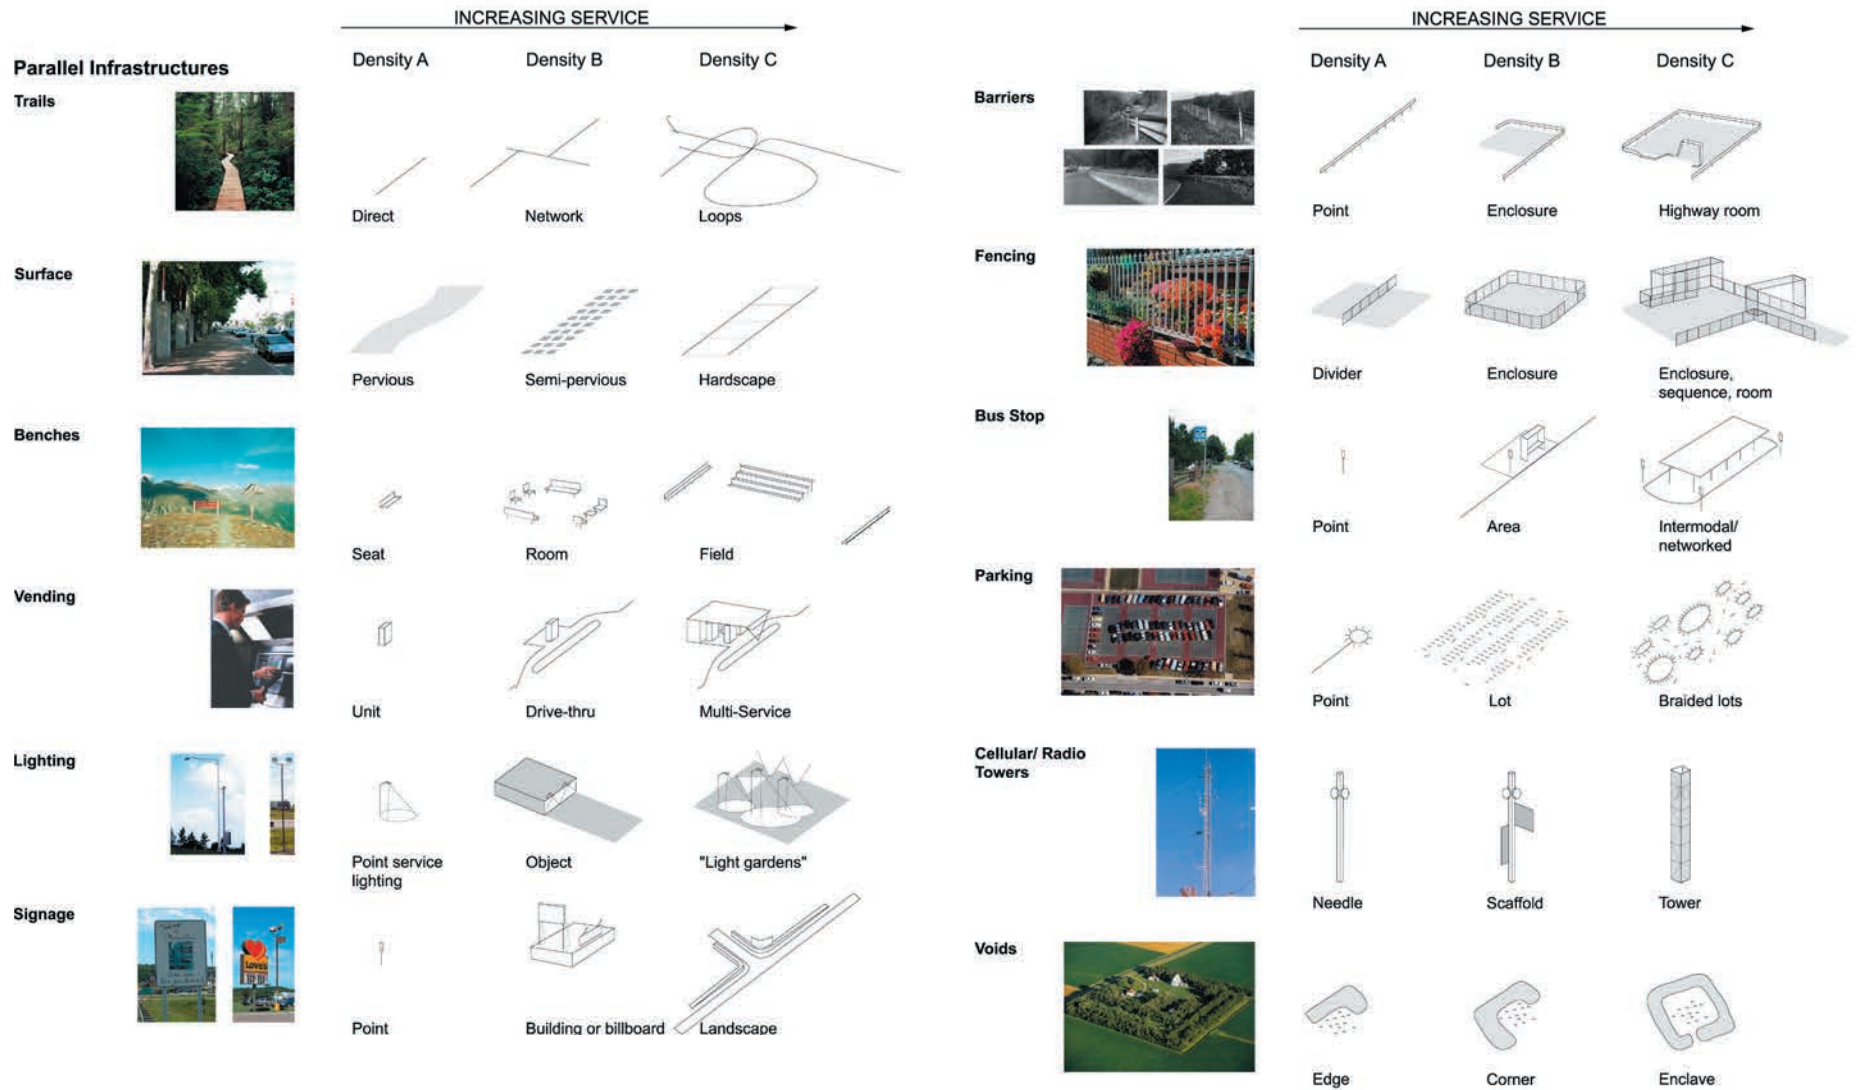 INCREASING SERVICE
Density A
Density B
Density C
Parallel Infrastructures
Trails
Direct
Network
Loops
Surface
Pervious
Semi-pervious
Hardscape
Benches
Seat
Room
Field
Vending
Unit
Drive-thru
Multi-Service
Lighting
Point service
lighting
Object
"Light gardens"
Signage
LOVES
Point
Building or billboard
Landscape
INCREASING SERVICE
Density A
Density B
Density C
Barriers
Point
Enclosure
Highway room
Fencing
Divider
Enclosure
Enclosure,
sequence, room
Bus Stop
Point
Area
Intermodal/
networked
Parking
Point
Lot
Braided lots
Cellular/ Radio
Towers
Needle
Scaffold
Tower
Voids
Edge
Corner
Enclave